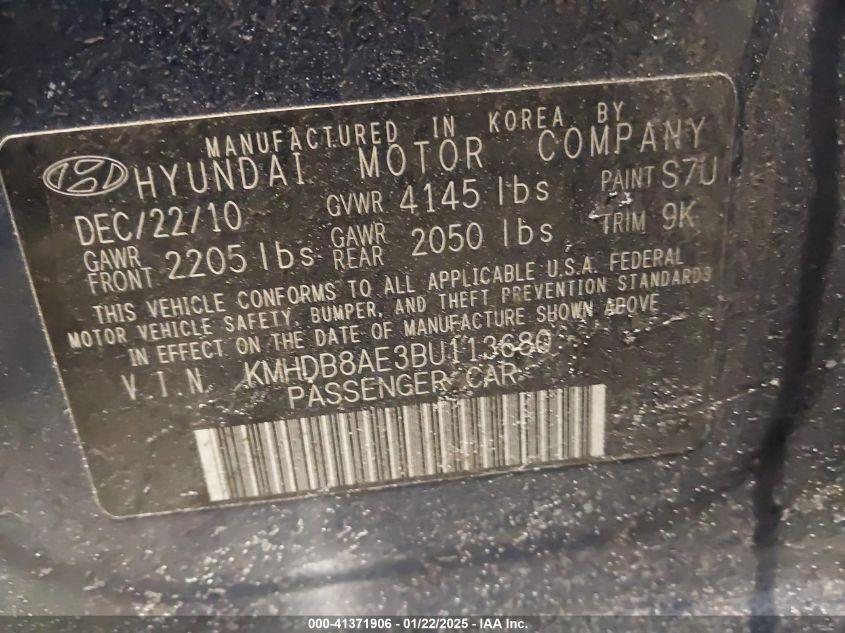 MANUFACTURED IN KOREA BY
HYUNDAI MOTOR COMPANY
DEC/22/10 GVWR 4145 lbs PAINT S7U
GAWR FRONT 2205 lbs GAWR REAR 2050 lbs TRIM 9K
THIS VEHICLE CONFORMS TO ALL APPLICABLE U.S.A. FEDERAL
MOTOR VEHICLE SAFETY, BUMPER, AND THEFT PREVENTION STANDARDS
IN EFFECT ON THE DATE OF MANUFACTURE SHOWN ABOVE
V.I.N. KMHDB8AE3BU113680
PASSENGER CAR
000-41371906 - 01/22/2025 - IAA Inc.